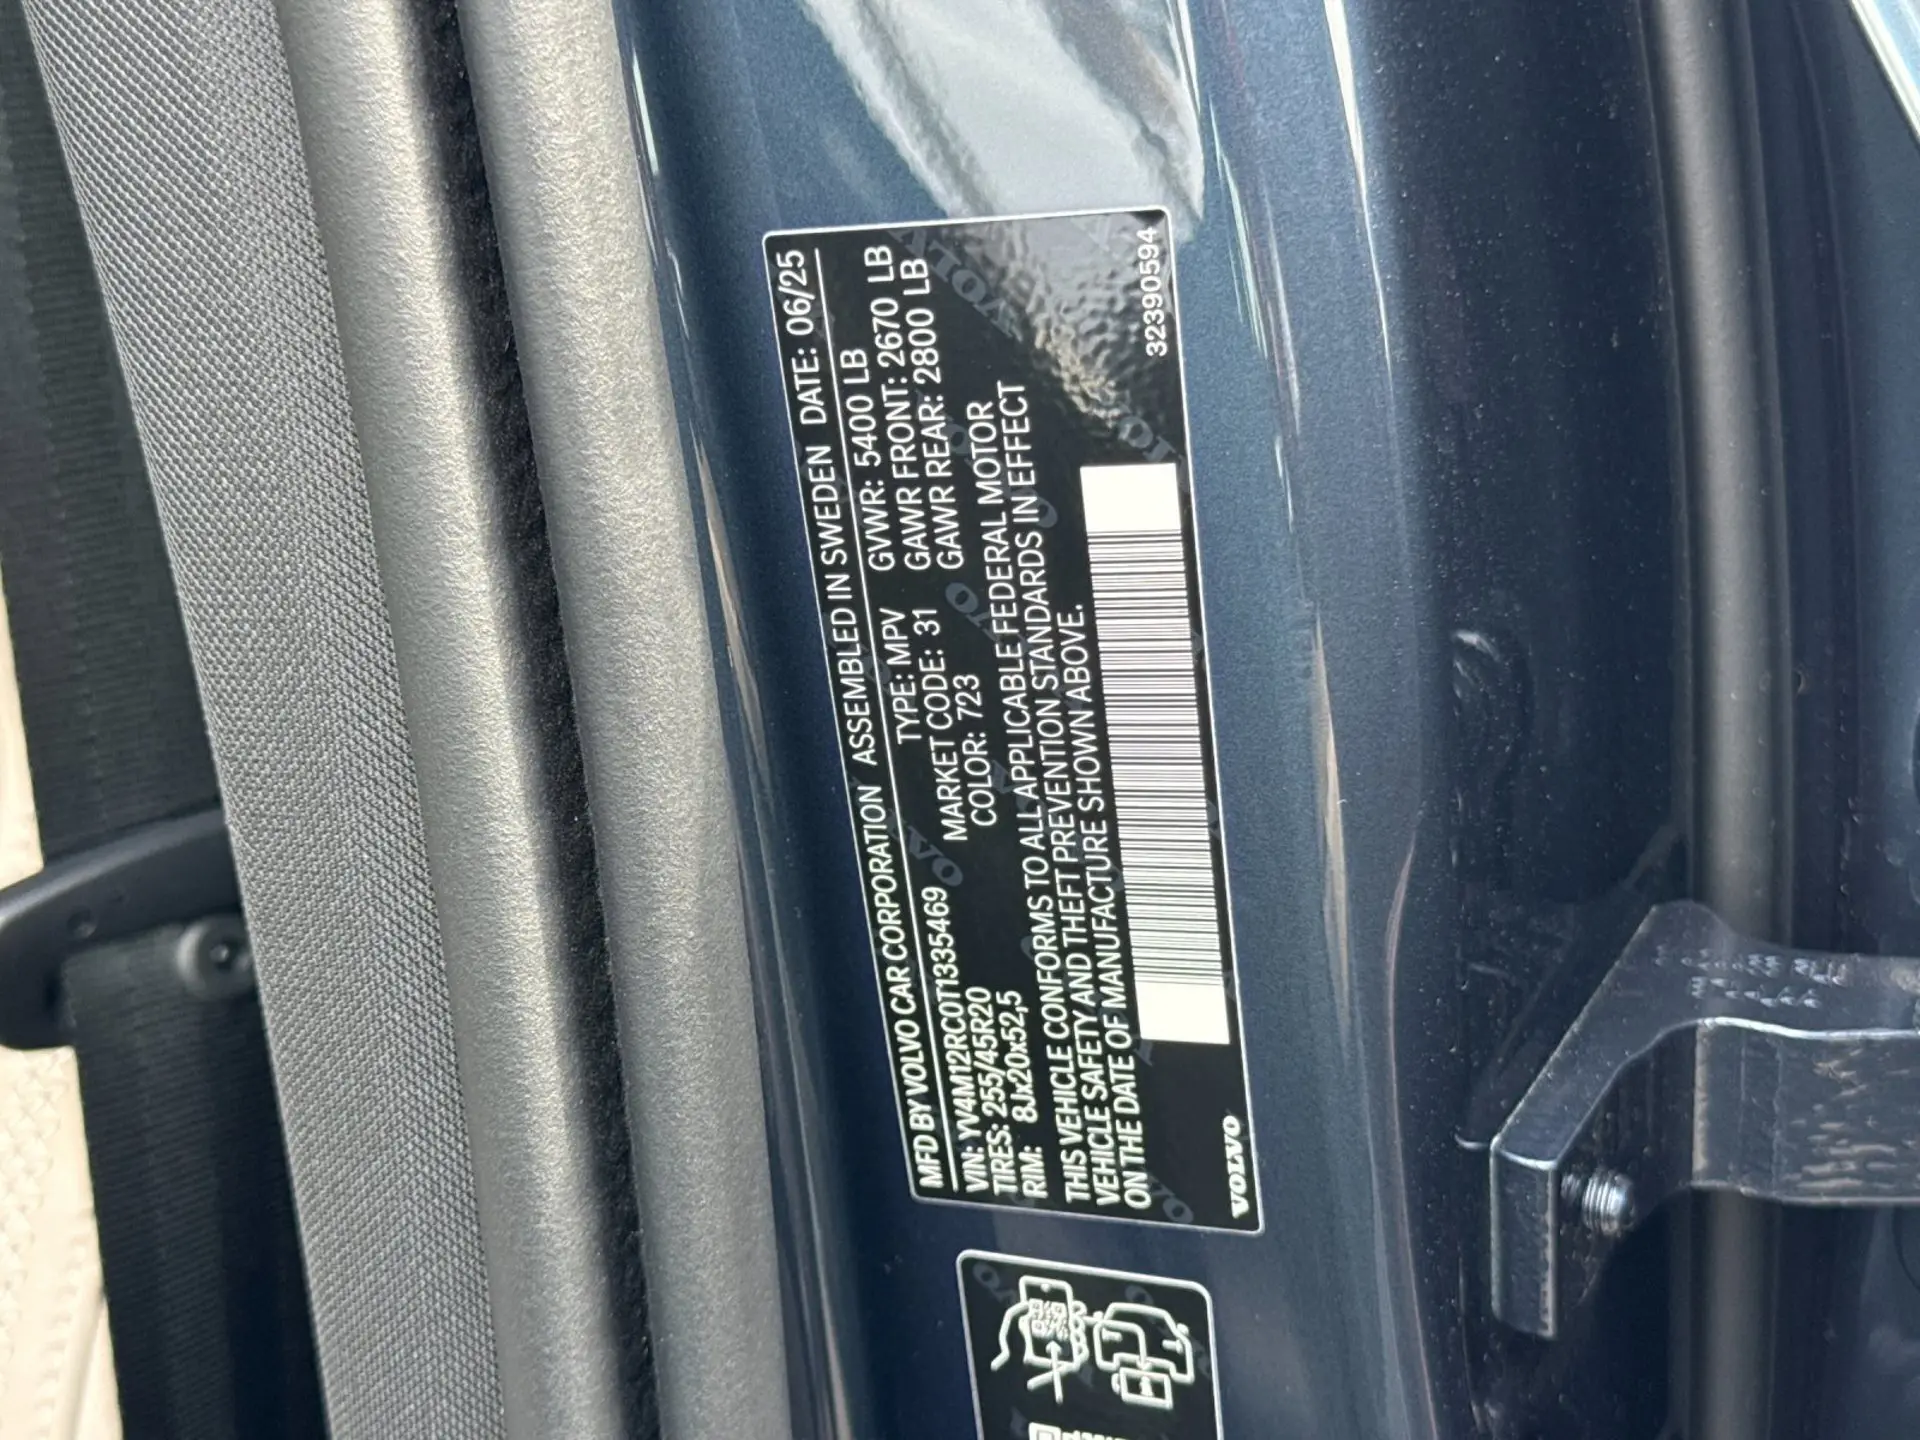 MFD BY VOLVO CAR CORPORATION ASSEMBLED IN SWEDEN DATE: 06/25
VIN: YV4M12RC0T1335469 TYPE: MPV GVWR: 5400 LB
TIRES: 255/45R20 MARKET CODE: 31 GAWR FRONT: 2670 LB
RIM: 8Jx20x52,5 COLOR: 723 GAWR REAR: 2800 LB
THIS VEHICLE CONFORMS TO ALL APPLICABLE FEDERAL MOTOR
VEHICLE SAFETY AND THEFT PREVENTION STANDARDS IN EFFECT
ON THE DATE OF MANUFACTURE SHOWN ABOVE.
VOLVO 32390594